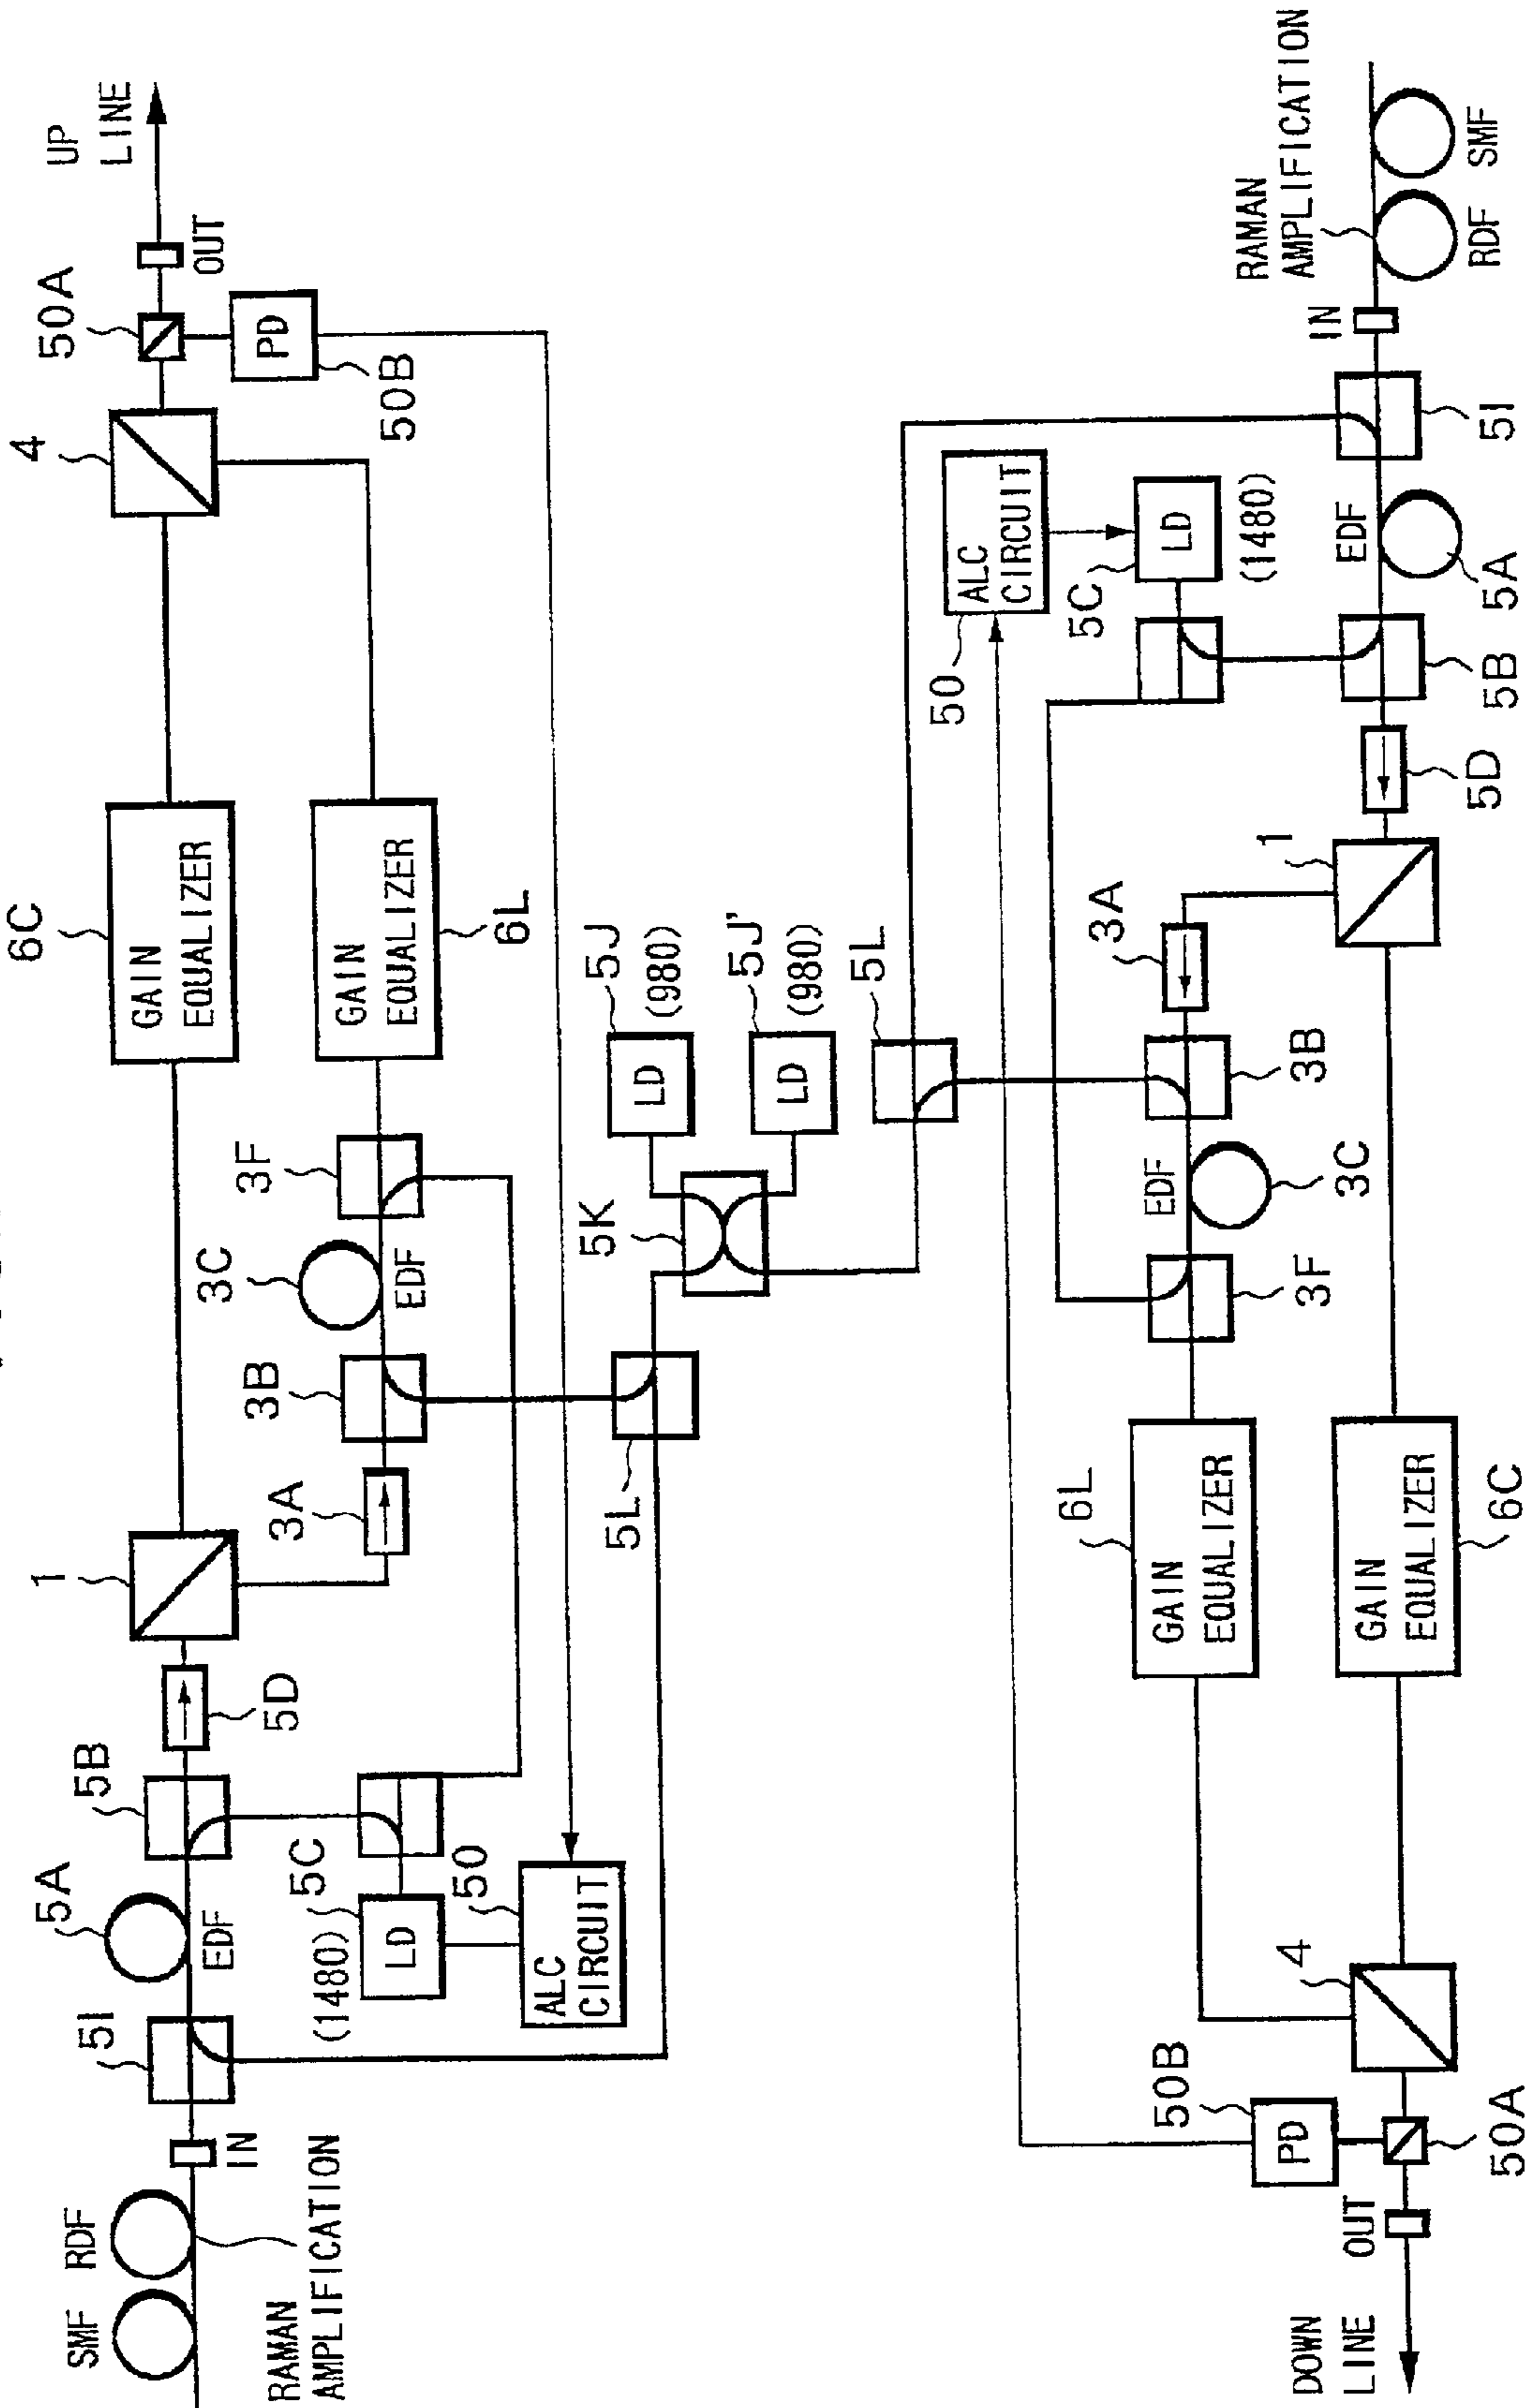 UP
LINE
OUT
50A
PD
50B
4
6C
GAIN
EQUALIZER
GAIN
EQUALIZER
6L
3F
3C
EDF
3B
3A
1
5D
5B
5A
EDF
5C
LD
(1480)
50
ALC
CIRCUIT
5I
IN
RDF
SMF
RAMAN
AMPLIFICATION
5J
(980)
LD
5J'
(980)
LD
5K
5L
5L
RAMAN
AMPLIFICATION
SMF
RDF
IN
5I
EDF
5A
50
ALC
CIRCUIT
5C
LD
(1480)
5B
5D
1
3A
3B
EDF
3C
3F
6L
GAIN
EQUALIZER
GAIN
EQUALIZER
6C
4
50B
PD
50A
OUT
DOWN
LINE